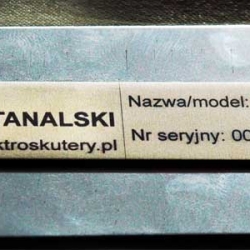 TANALSKI
ktroskutery.pl
Nazwa/model:
Nr seryjny: 00